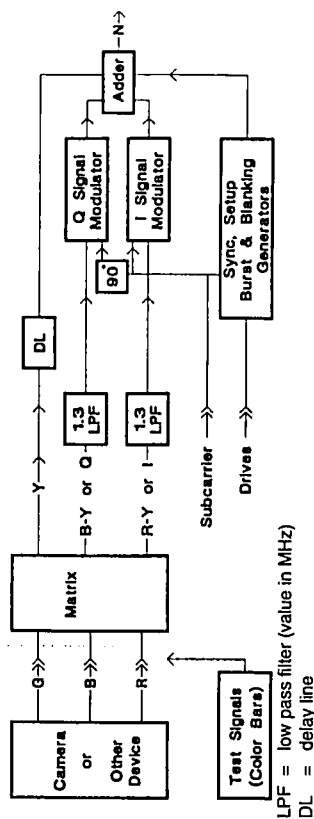 Camera
or
Other
Device
G
B
R
Test Signals
(Color Bars)
Matrix
Y
B-Y or Q
R-Y or I
DL
1.3
LPF
1.3
LPF
90°
Q Signal
Modulator
I Signal
Modulator
Adder
N
Subcarrier
Drives
Sync, Setup
Burst & Blanking
Generators
LPF = low pass filter (value in MHz)
DL = delay line